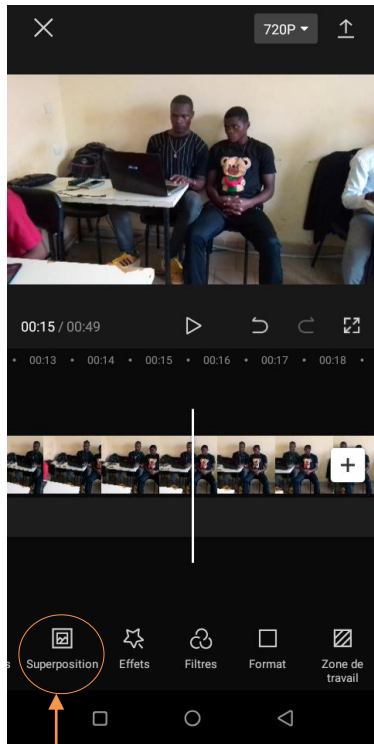 720P
00:15 / 00:49
00:13 00:14 00:15 00:16 00:17 00:18
s Superposition Effets Filtres Format Zone de
travail